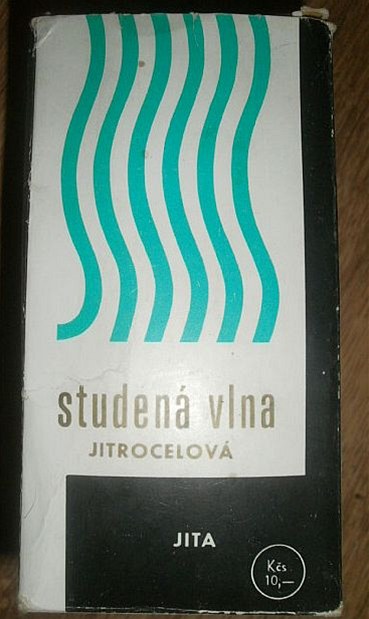 studená vlna
JITROCELOVÁ
JITA
Kčs
10,—